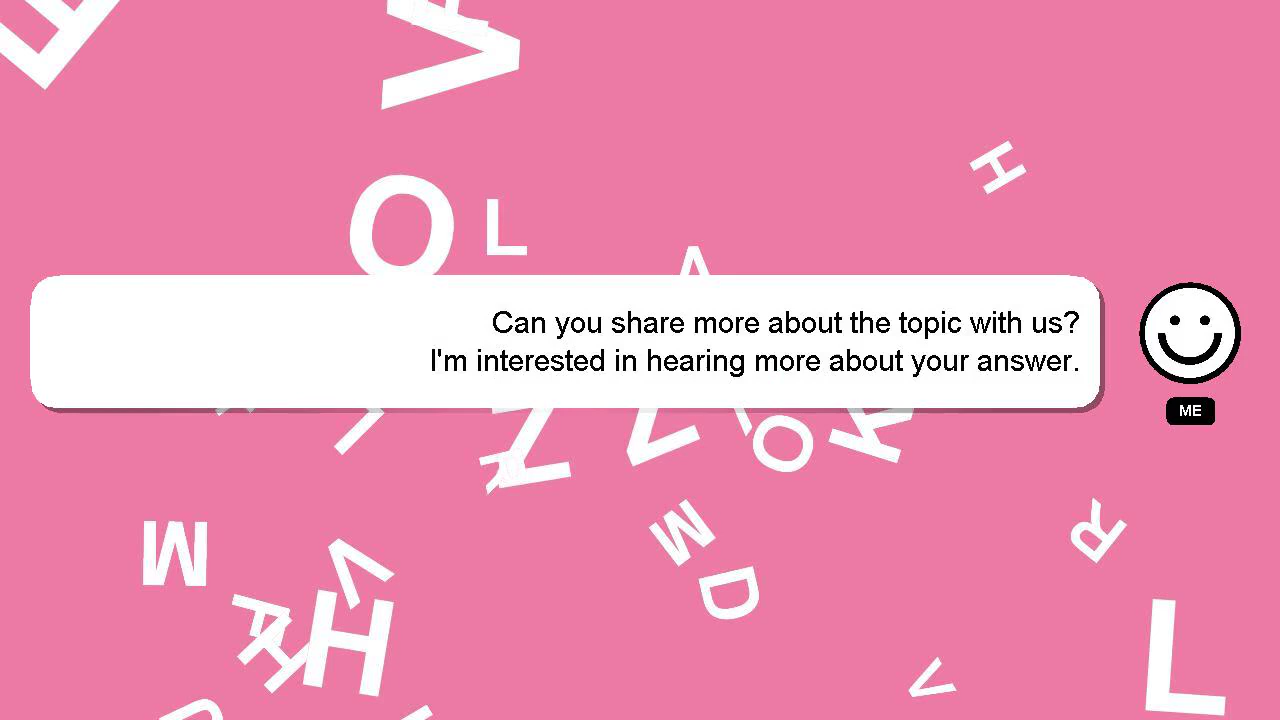 Can you share more about the topic with us?
I'm interested in hearing more about your answer.
ME